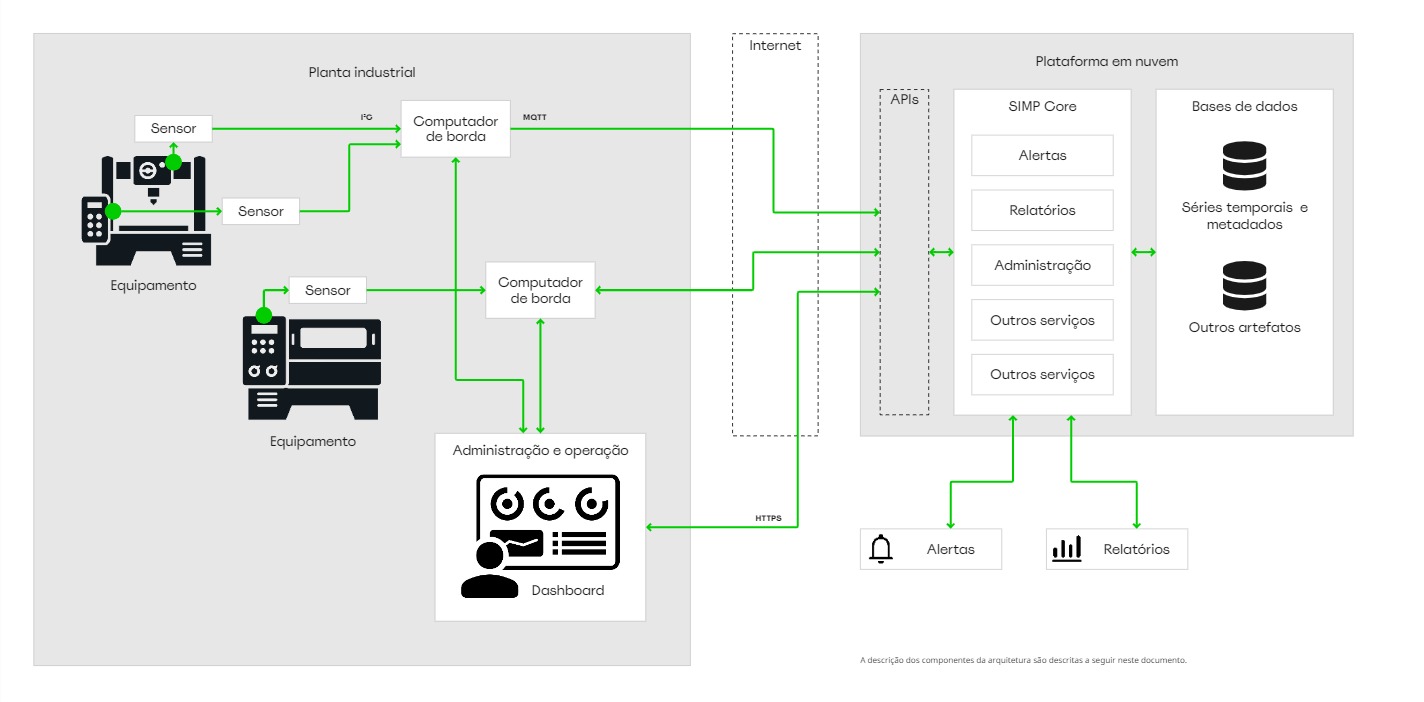 Planta industrial
Sensor
I²C
Computador
de borda
MQTT
Sensor
Equipamento
Sensor
Computador
de borda
Equipamento
Administração e operação
Dashboard
Internet
HTTPS
Plataforma em nuvem
APIs
SIMP Core
Alertas
Relatórios
Administração
Outros serviços
Outros serviços
Bases de dados
Séries temporais e
metadados
Outros artefatos
Alertas
Relatórios
A descrição dos componentes da arquitetura são descritas a seguir neste documento.